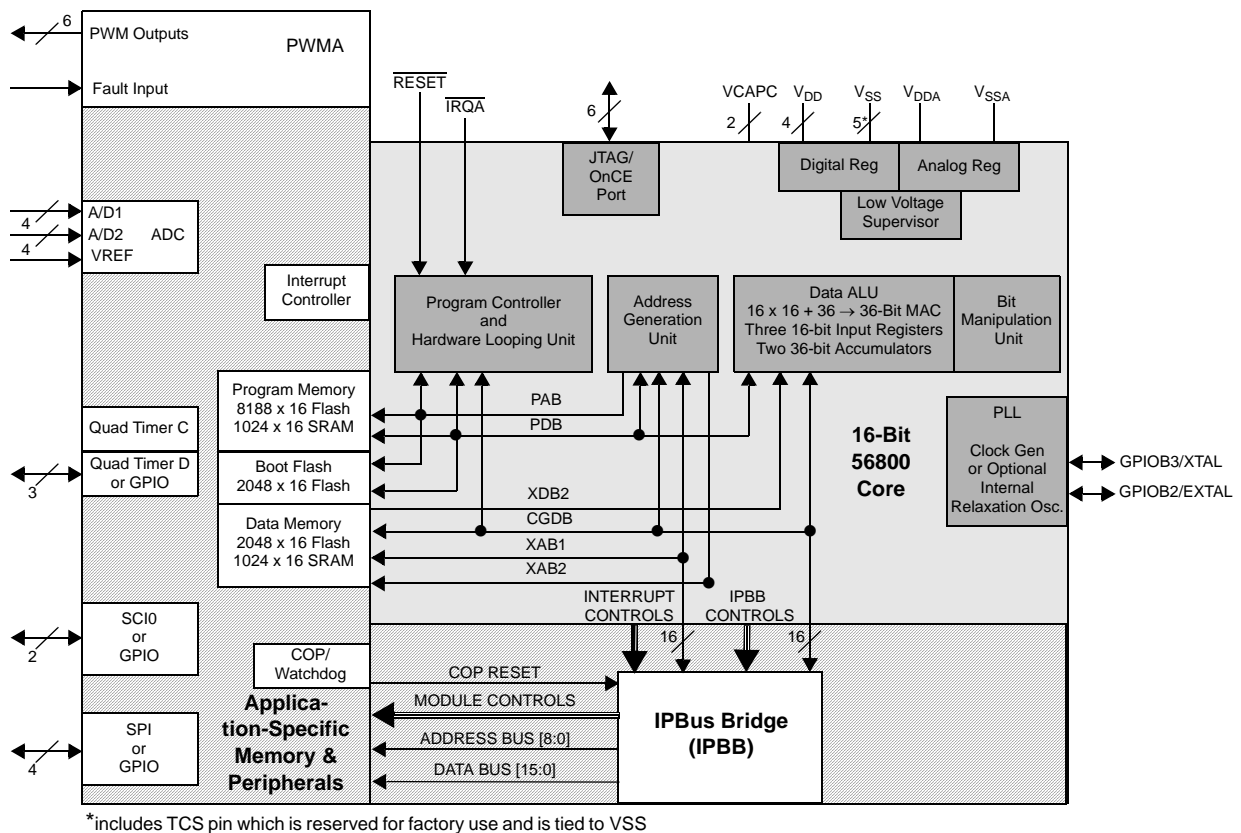 6
PWM Outputs
PWMA
Fault Input
RESET
IRQA
6
VCAPC
VDD
VSS
VDDA
VSSA
2
4
5*
JTAG/
OnCE
Port
Digital Reg
Analog Reg
Low Voltage
Supervisor
A/D1
4
A/D2
ADC
4
VREF
Interrupt
Controller
Program Controller
and
Hardware Looping Unit
Address
Generation
Unit
Data ALU
16 x 16 + 36 → 36-Bit MAC
Three 16-bit Input Registers
Two 36-bit Accumulators
Bit
Manipulation
Unit
Program Memory
8188 x 16 Flash
1024 x 16 SRAM
PAB
PDB
Quad Timer C
Quad Timer D
or GPIO
3
Boot Flash
2048 x 16 Flash
XDB2
CGDB
XAB1
XAB2
Data Memory
2048 x 16 Flash
1024 x 16 SRAM
16-Bit
56800
Core
PLL
Clock Gen
or Optional
Internal
Relaxation Osc.
GPIOB3/XTAL
GPIOB2/EXTAL
INTERRUPT
CONTROLS
IPBB
CONTROLS
16
16
SCI0
or
GPIO
2
COP/
Watchdog
COP RESET
MODULE CONTROLS
ADDRESS BUS [8:0]
DATA BUS [15:0]
Applica-
tion-Specific
Memory &
Peripherals
SPI
or
GPIO
4
IPBus Bridge
(IPBB)
*includes TCS pin which is reserved for factory use and is tied to VSS